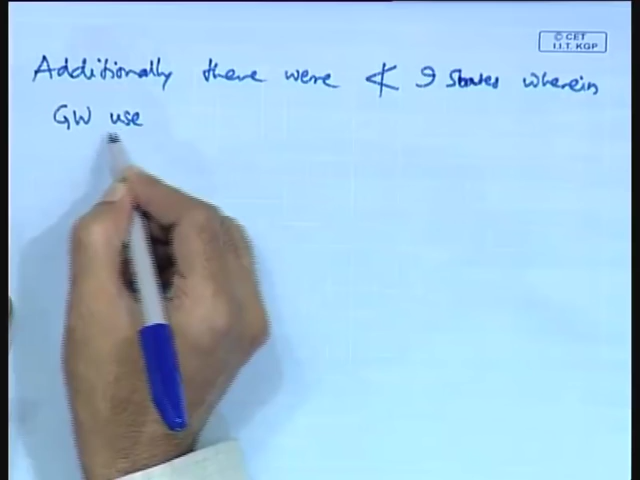 © CET
I.I.T. KGP
Additionally there were ≮ 9 states wherein
GW use